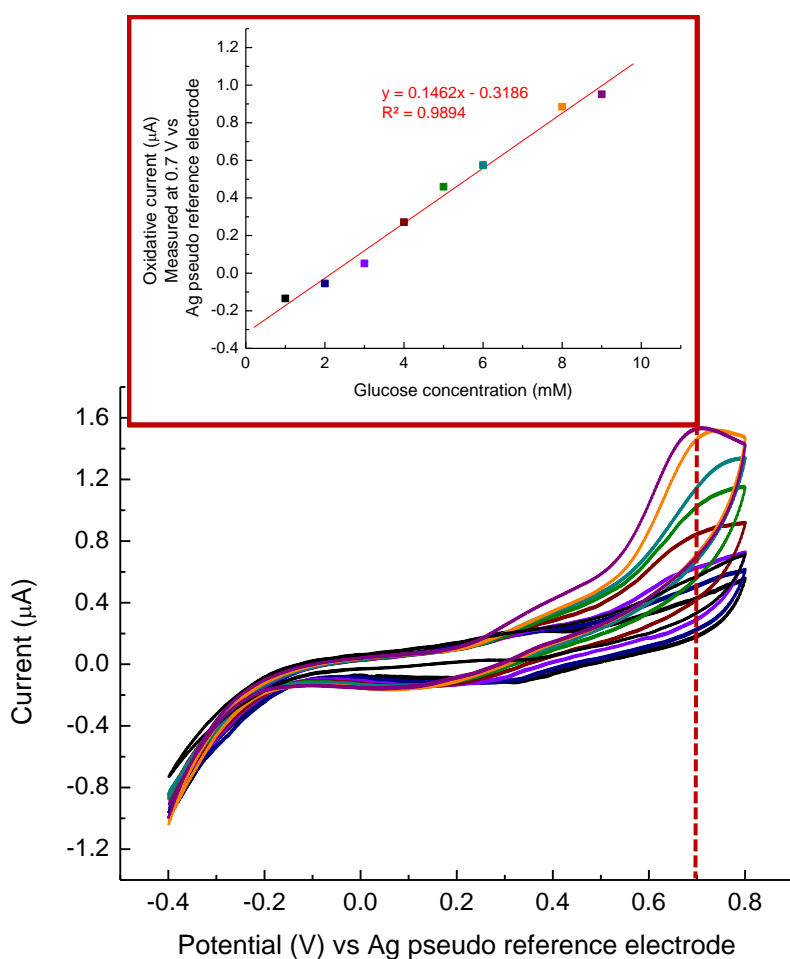 Oxidative current (μA)
Measured at 0.7 V vs
Ag pseudo reference electrode
1.2
1.0
0.8
0.6
0.4
0.2
0.0
-0.2
-0.4
y = 0.1462x - 0.3186
R² = 0.9894
0 2 4 6 8 10
Glucose concentration (mM)
Current (μA)
1.6
1.2
0.8
0.4
0.0
-0.4
-0.8
-1.2
-0.4 -0.2 0.0 0.2 0.4 0.6 0.8
Potential (V) vs Ag pseudo reference electrode